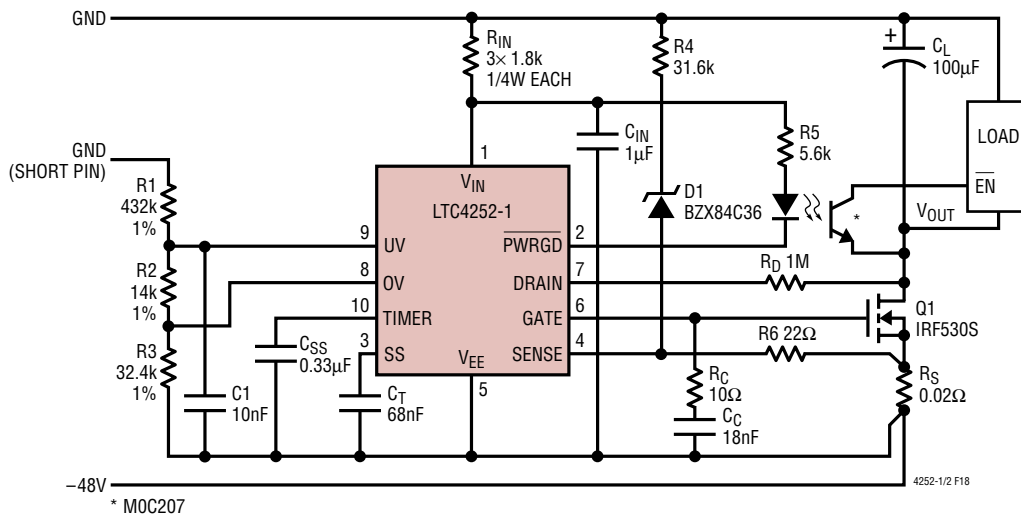 GND
RIN
3× 1.8k
1/4W EACH
R4
31.6k
+
CL
100µF
GND
(SHORT PIN)
1
CIN
1µF
R5
5.6k
LOAD
EN
R1
432k
1%
VIN
LTC4252-1
D1
BZX84C36
*
VOUT
9
UV
PWRGD
2
R2
14k
1%
8
OV
DRAIN
7
RD 1M
10
TIMER
GATE
6
Q1
IRF530S
3
SS
VEE
SENSE
4
R6 22Ω
R3
32.4k
1%
CSS
0.33µF
5
RC
10Ω
RS
0.02Ω
C1
10nF
CT
68nF
CC
18nF
−48V
4252-1/2 F18
* M0C207